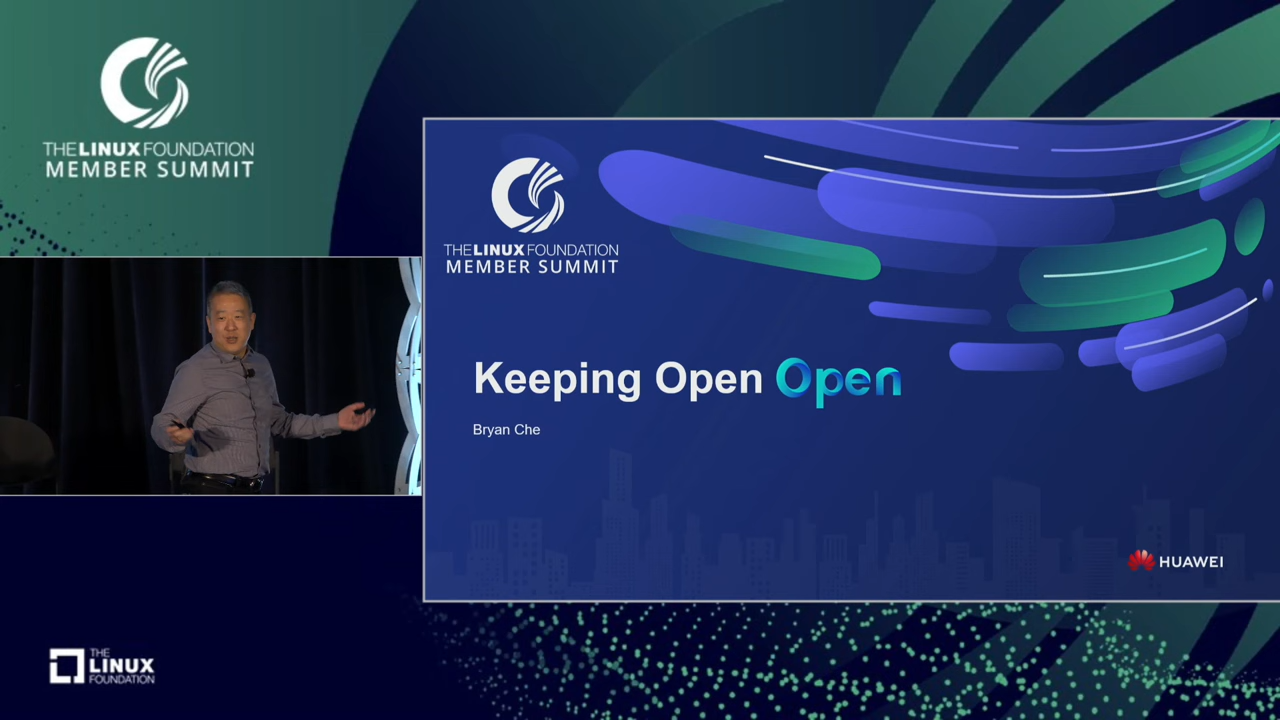 THE LINUX FOUNDATION
MEMBER SUMMIT
THE LINUX FOUNDATION
MEMBER SUMMIT
Keeping Open Open
Bryan Che
HUAWEI
THE
LINUX
FOUNDATION